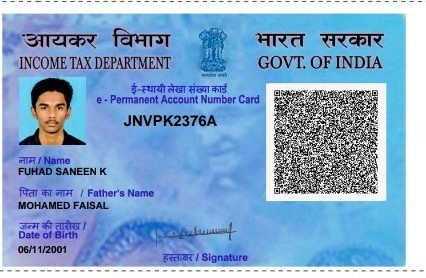 आयकर विभाग
INCOME TAX DEPARTMENT
भारत सरकार
GOVT. OF INDIA
ई-स्थायी लेखा संख्या कार्ड
e - Permanent Account Number Card
JNVPK2376A
नाम / Name
FUHAD SANEEN K
पिता का नाम / Father's Name
MOHAMED FAISAL
जन्म की तारीख /
Date of Birth
06/11/2001
हस्ताक्षर / Signature